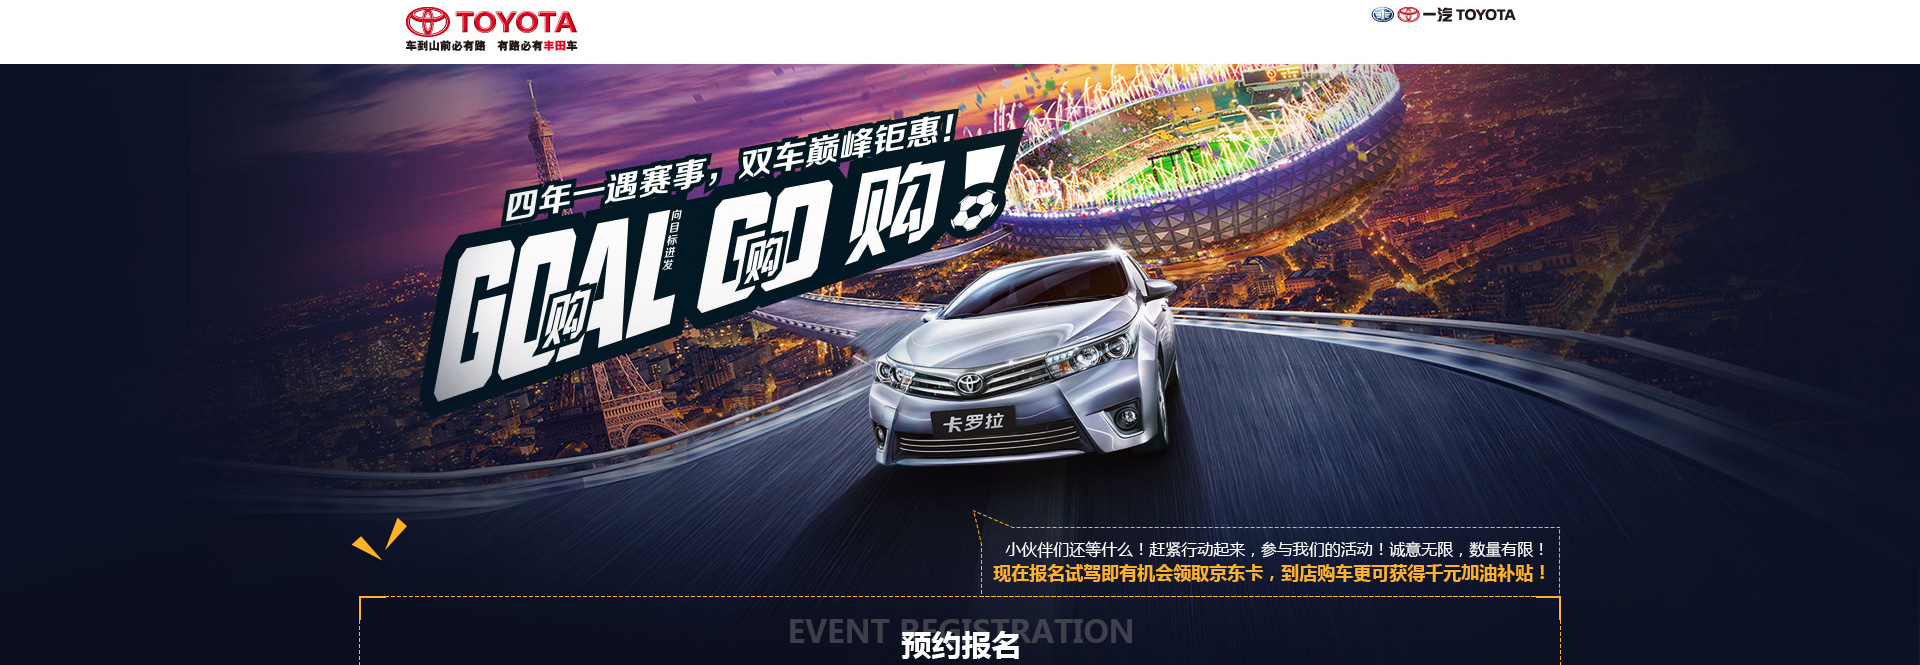 TOYOTA
车到山前必有路 有路必有丰田车
一汽 TOYOTA
四年一遇赛事，双车巅峰钜惠！
GOAL 购 向目标进发 GO 购 购！
卡罗拉
小伙伴们还等什么！赶紧行动起来，参与我们的活动！诚意无限，数量有限！
现在报名试驾即有机会领取京东卡，到店购车更可获得千元加油补贴！
EVENT REGISTRATION
预约报名